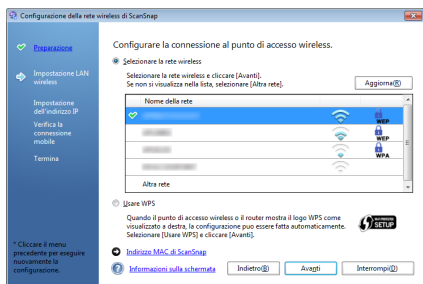 Configurazione della rete wireless di ScanSnap
Preparazione
Impostazione LAN
wireless
Impostazione
dell'indirizzo IP
Verifica la
connessione
mobile
Termina
* Cliccare il menu
precedente per eseguire
nuovamente la
configurazione.
Configurare la connessione al punto di accesso wireless.
Selezionare la rete wireless
Selezionare la rete wireless e cliccare [Avanti].
Se non si visualizza nella lista, selezionare [Altra rete].
Aggiorna(R)
Nome della rete
WEP
WEP
WPA
Altra rete
Usare WPS
Quando il punto di accesso wireless o il router mostra il logo WPS come
visualizzato a destra, la configurazione puo essere fatta automaticamente.
Selezionare [Usare WPS] e cliccare [Avanti].
SETUP
Indirizzo MAC di ScanSnap
Informazioni sulla schermata
Indietro(B)
Avanti
Interrompi(Q)